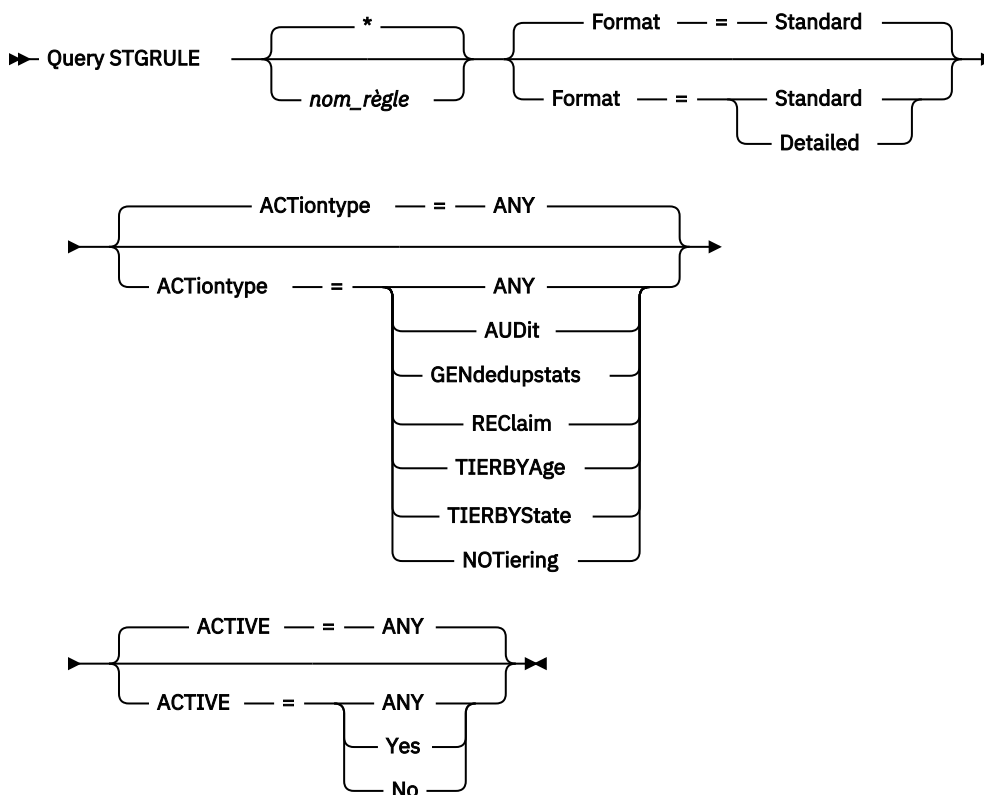 Format = Standard
*
Query STGRULE
nom_règle
Format = Standard
Detailed
ACTiontype = ANY
ACTiontype = ANY
AUDit
GENdedupstats
REClaim
TIERBYAge
TIERBYState
NOTiering
ACTIVE = ANY
ACTIVE = ANY
Yes
No